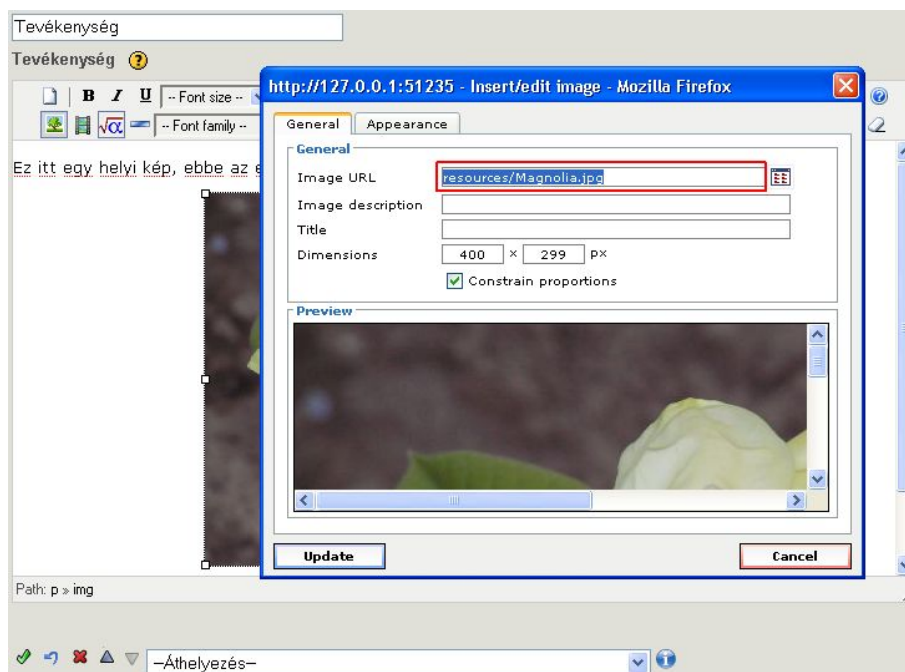 Tevékenység
Tevékenység ?
http://127.0.0.1:51235 - Insert/edit image - Mozilla Firefox
B I U -- Font size --
√α -- Font family --
General Appearance
Ez itt egy helyi kép, ebbe az
General
Image URL resources/Magnolia.jpg
Image description
Title
Dimensions 400 × 299 px
Constrain proportions
Preview
Update Cancel
Path: p » img
–Áthelyezés–